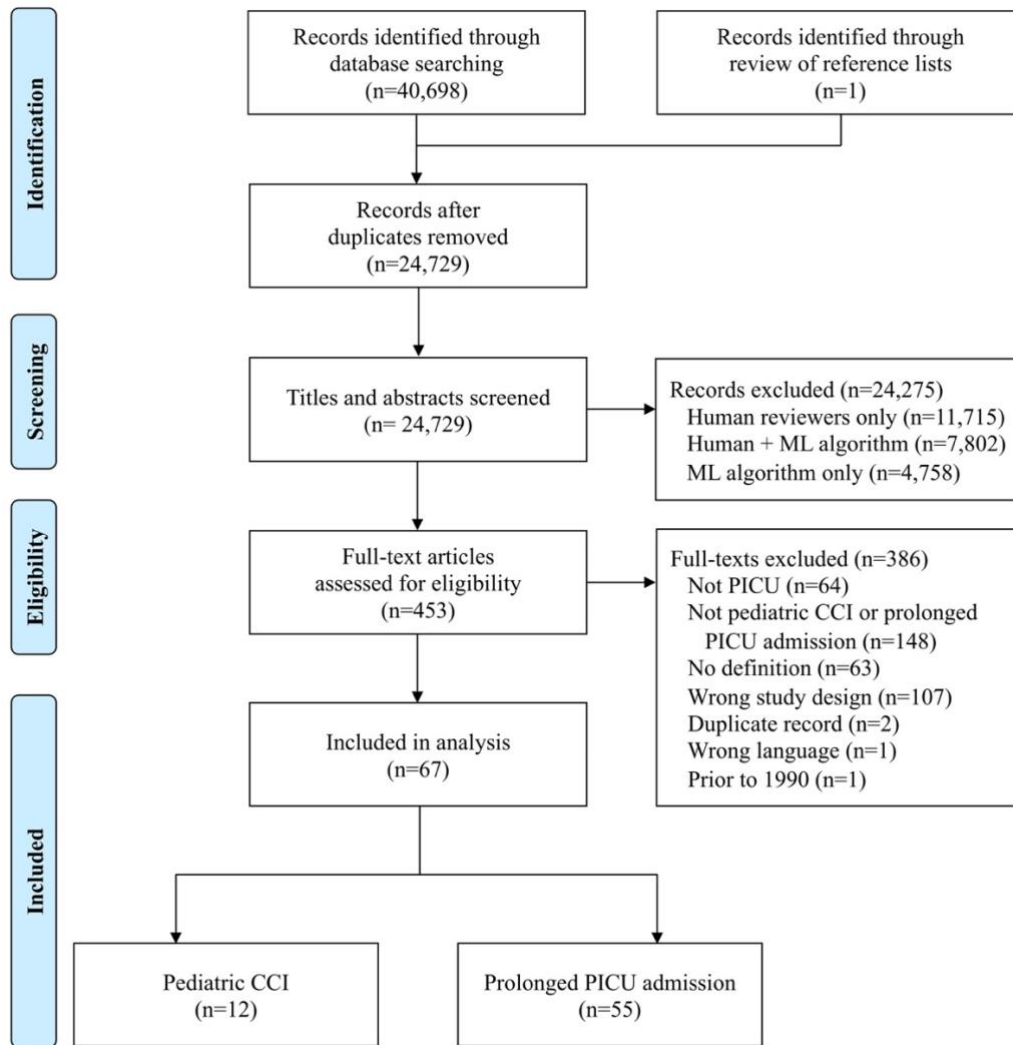 Identification
Records identified through
database searching
(n=40,698)
Records identified through
review of reference lists
(n=1)
Records after
duplicates removed
(n=24,729)
Screening
Titles and abstracts screened
(n= 24,729)
Records excluded (n=24,275)
Human reviewers only (n=11,715)
Human + ML algorithm (n=7,802)
ML algorithm only (n=4,758)
Eligibility
Full-text articles
assessed for eligibility
(n=453)
Full-texts excluded (n=386)
Not PICU (n=64)
Not pediatric CCI or prolonged
PICU admission (n=148)
No definition (n=63)
Wrong study design (n=107)
Duplicate record (n=2)
Wrong language (n=1)
Prior to 1990 (n=1)
Included
Included in analysis
(n=67)
Pediatric CCI
(n=12)
Prolonged PICU admission
(n=55)